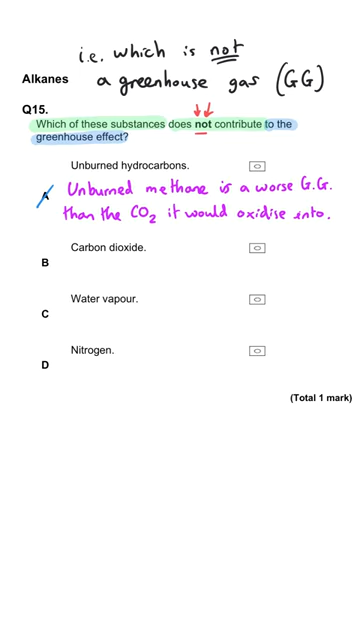 i.e. which is not
Alkanes
a greenhouse gas (GG)
Q15.
Which of these substances does not contribute to the
greenhouse effect?
Unburned hydrocarbons.
A
Unburned methane is a worse G.G.
than the CO₂ it would oxidise into.
Carbon dioxide.
B
Water vapour.
C
Nitrogen.
D
(Total 1 mark)